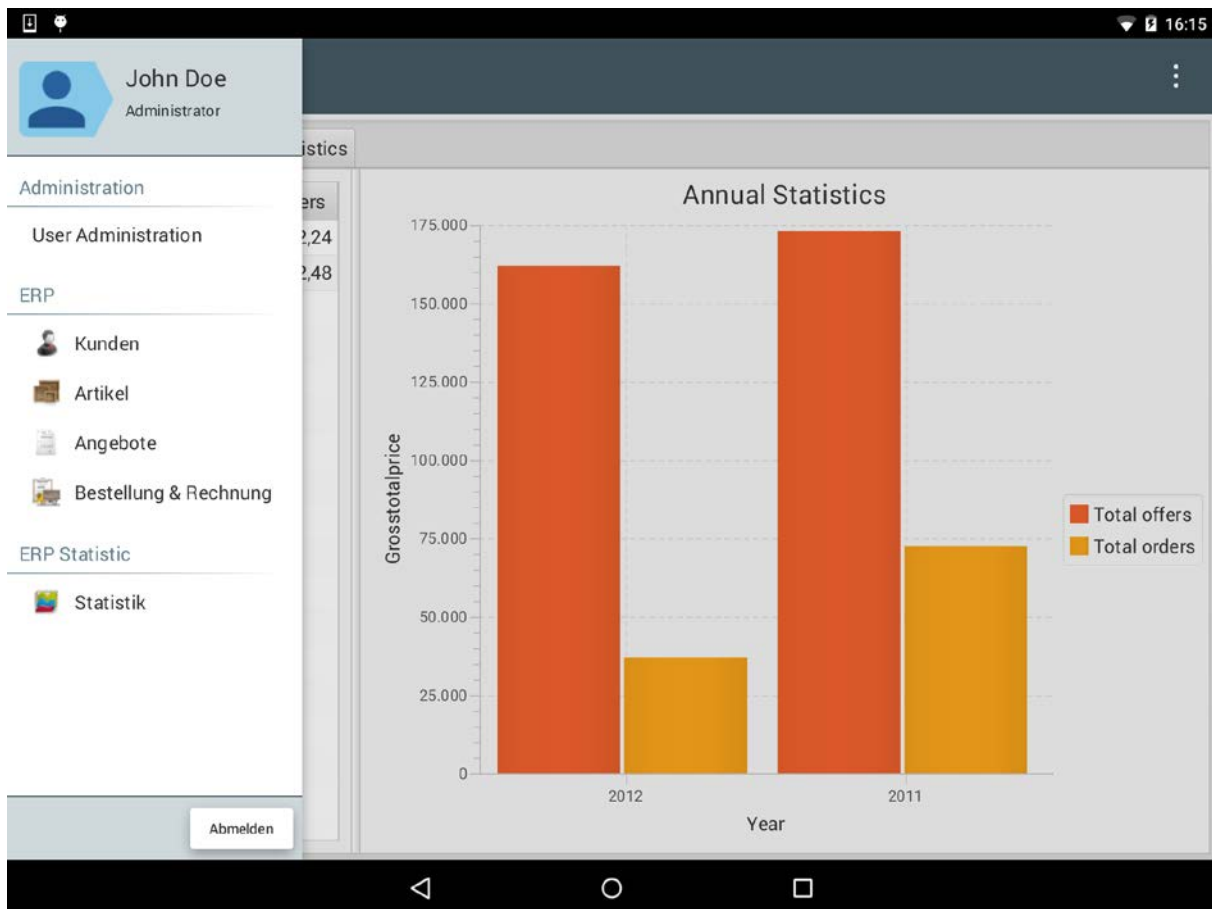 16:15
John Doe
Administrator
Administration
User Administration
ERP
Kunden
Artikel
Angebote
Bestellung & Rechnung
ERP Statistic
Statistik
Abmelden
istics
ers
2,24
2,48
Annual Statistics
175.000
150.000
125.000
100.000
75.000
50.000
25.000
0
Grosstotalprice
2012
2011
Year
Total offers
Total orders